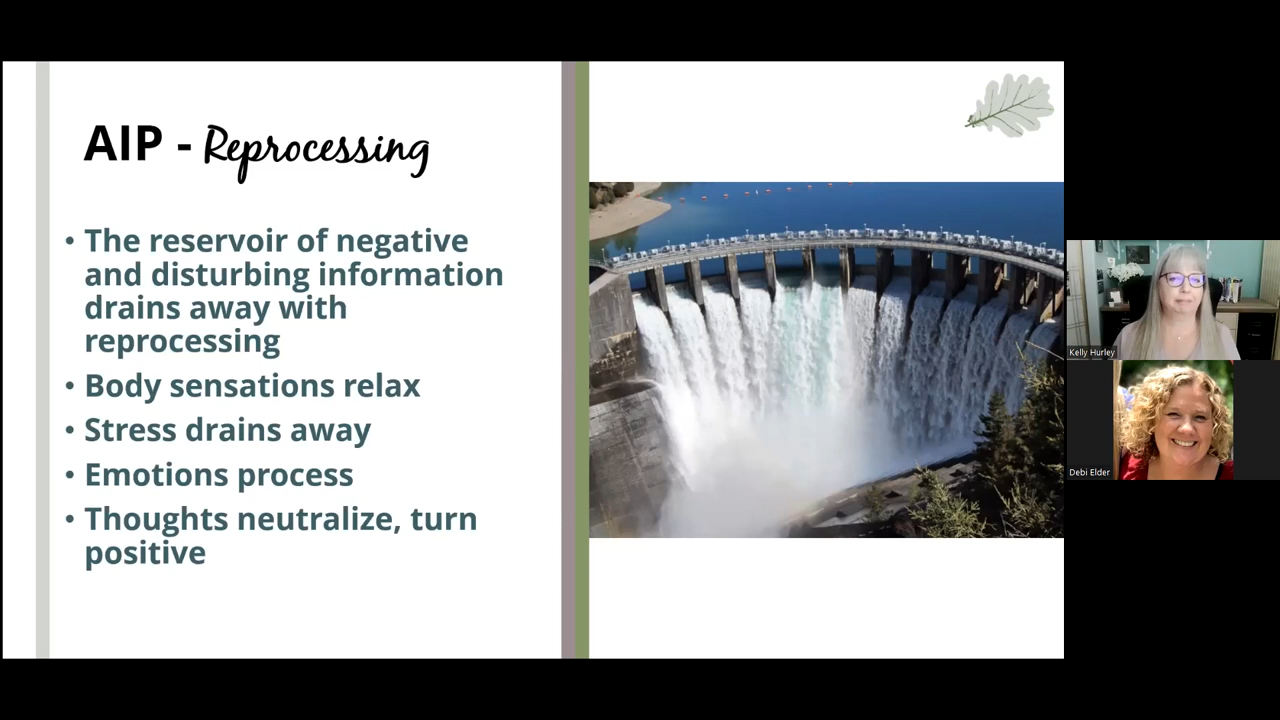 AIP - Reprocessing
• The reservoir of negative
and disturbing information
drains away with
reprocessing
• Body sensations relax
• Stress drains away
• Emotions process
• Thoughts neutralize, turn
positive
Kelly Hurley
Debi Elder